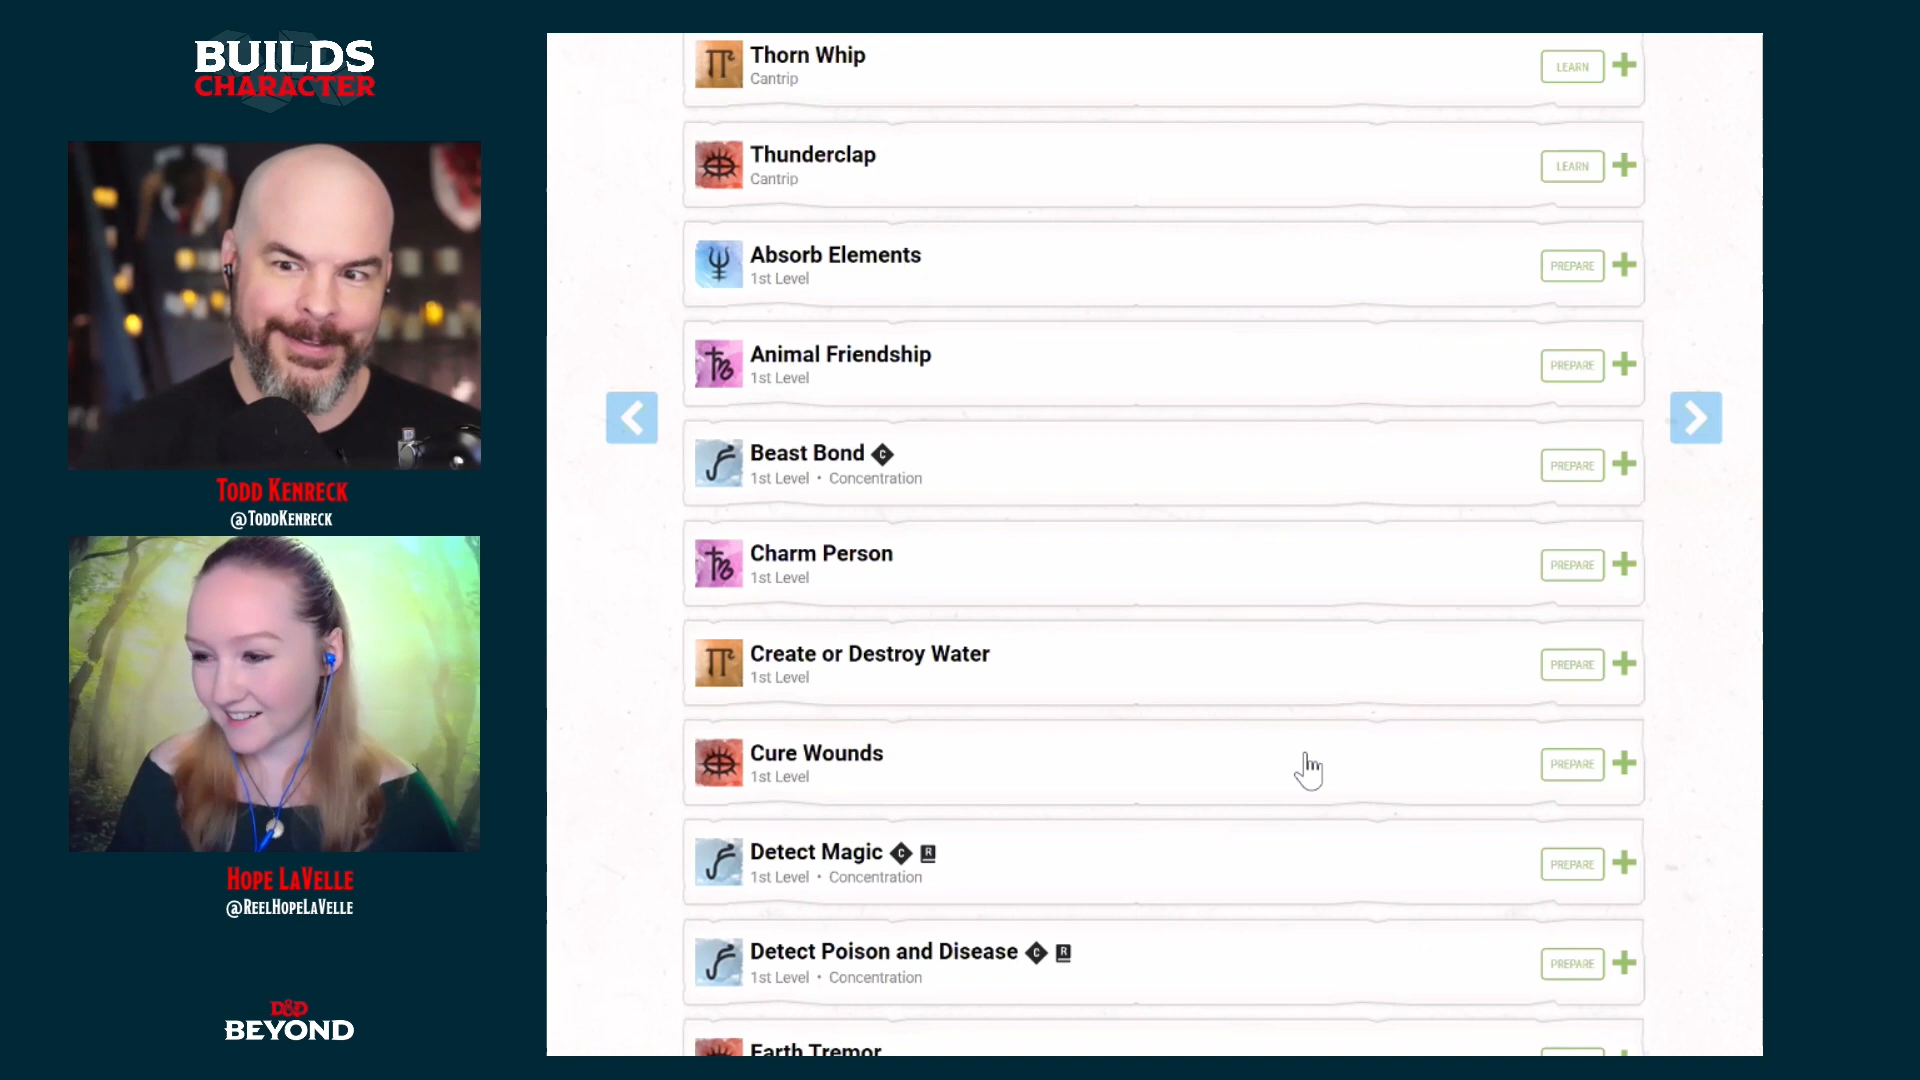 BUILDS
CHARACTER
TODD KENRECK
@TODDKENRECK
HOPE LAVELLE
@REELHOPELAVELLE
D&D
BEYOND
Thorn Whip
Cantrip
LEARN
Thunderclap
Cantrip
LEARN
Absorb Elements
1st Level
PREPARE
Animal Friendship
1st Level
PREPARE
Beast Bond C
1st Level • Concentration
PREPARE
Charm Person
1st Level
PREPARE
Create or Destroy Water
1st Level
PREPARE
Cure Wounds
1st Level
PREPARE
Detect Magic C R
1st Level • Concentration
PREPARE
Detect Poison and Disease C R
1st Level • Concentration
PREPARE
Earth Tremor